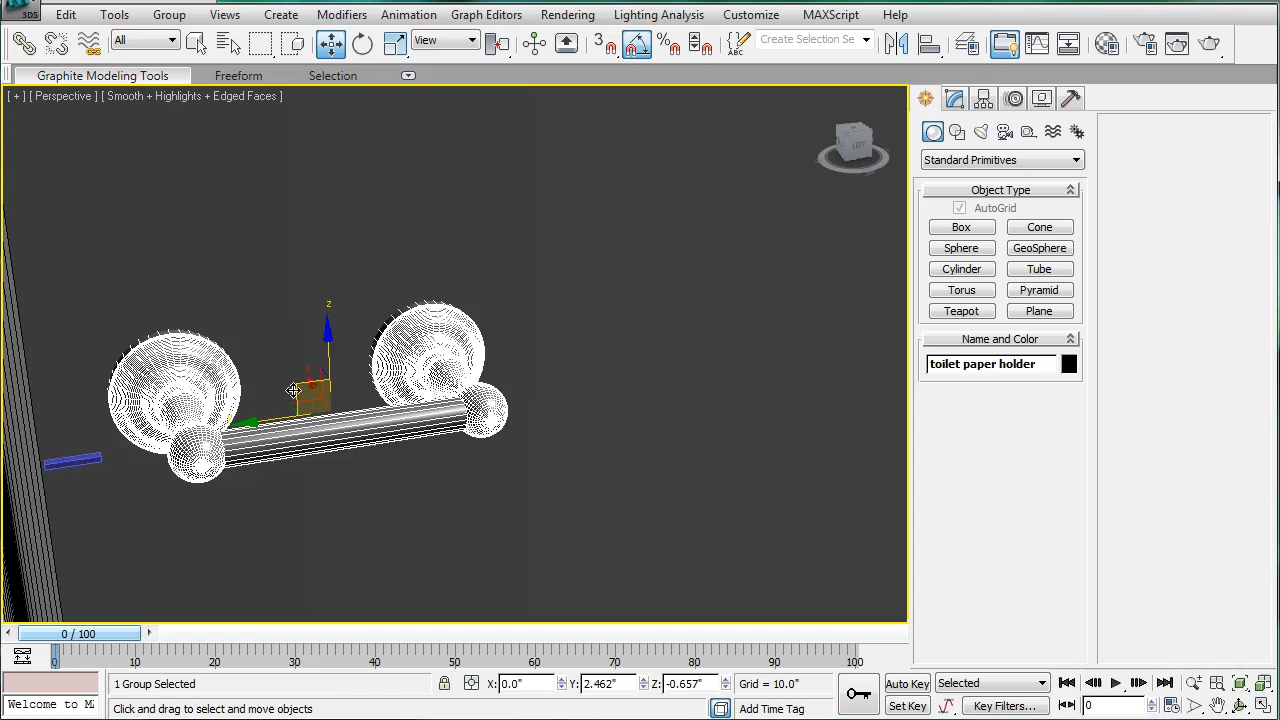 3DS Edit Tools Group Views Create Modifiers Animation Graph Editors Rendering Lighting Analysis Customize MAXScript Help
All View 3 ABC Create Selection Se
Graphite Modeling Tools Freeform Selection
[ + ] [ Perspective ] [ Smooth + Highlights + Edged Faces ]
LEFT
Standard Primitives
Object Type
AutoGrid
Box Cone
Sphere GeoSphere
Cylinder Tube
Torus Pyramid
Teapot Plane
Name and Color
toilet paper holder
z
0 / 100
0 10 20 30 40 50 60 70 80 90 100
1 Group Selected X: 0.0" Y: 2.462" Z: -0.657" Grid = 10.0" Auto Key Selected
Welcome to M Click and drag to select and move objects Add Time Tag Set Key Key Filters... 0